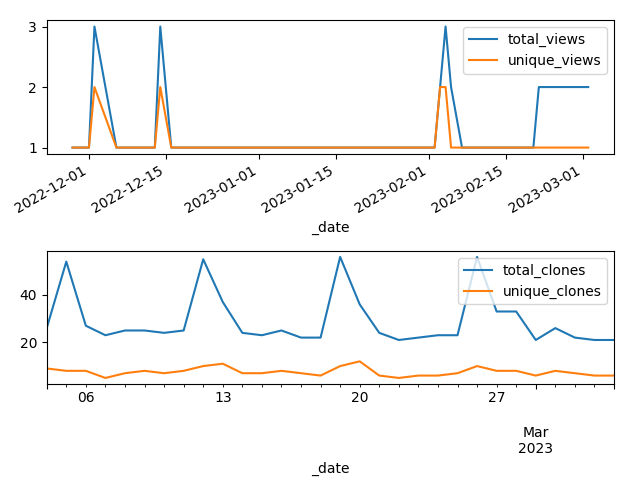 3
2
1
total_views
unique_views
2022-12-01
2022-12-15
2023-01-01
2023-01-15
2023-02-01
2023-02-15
2023-03-01
_date
40
20
total_clones
unique_clones
06
13
20
27
Mar
2023
_date